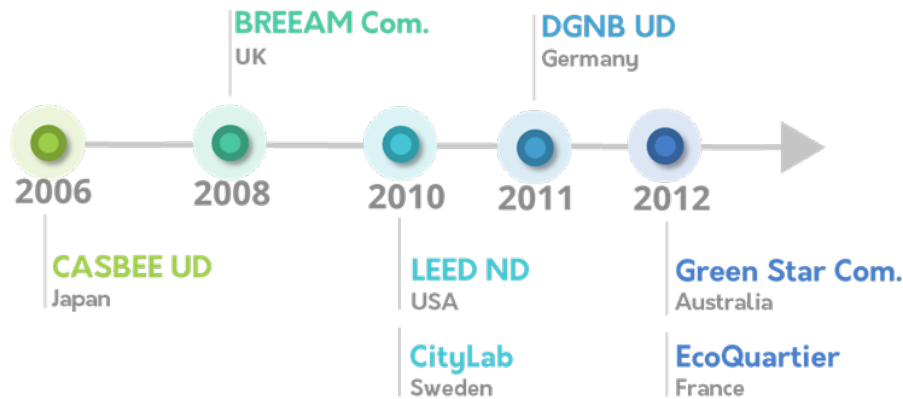 BREEAM Com.
UK
DGNB UD
Germany
2006
2008
2010
2011
2012
CASBEE UD
Japan
LEED ND
USA
Green Star Com.
Australia
CityLab
Sweden
EcoQuartier
France